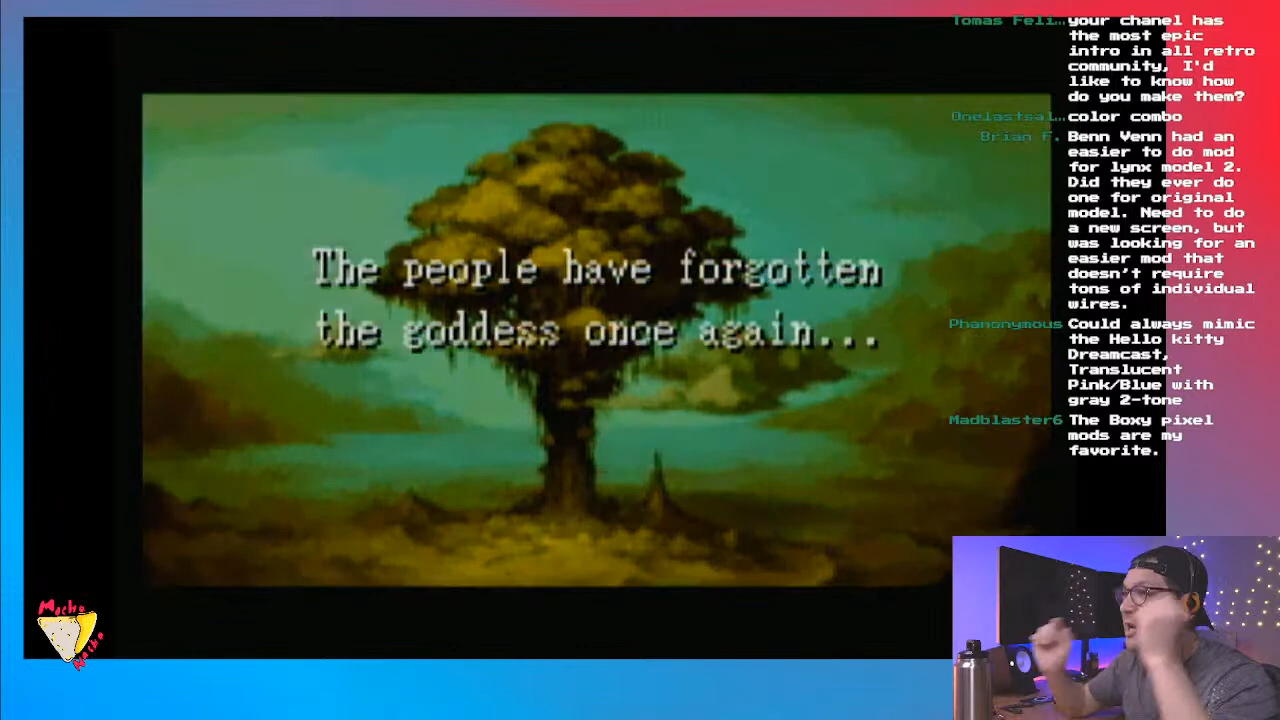 The people have forgotten
the goddess once again...
Tomas Feli… your chanel has
the most epic
intro in all retro
community, I'd
like to know how
do you make them?
Onelastsal… color combo
Brian F. Benn Venn had an
easier to do mod
for lynx model 2.
Did they ever do
one for original
model. Need to do
a new screen, but
was looking for an
easier mod that
doesn't require
tons of individual
wires.
Phanonymous Could always mimic
the Hello kitty
Dreamcast,
Translucent
Pink/Blue with
gray 2-tone
Madblaster6 The Boxy pixel
mods are my
favorite.
Macho
Nacho